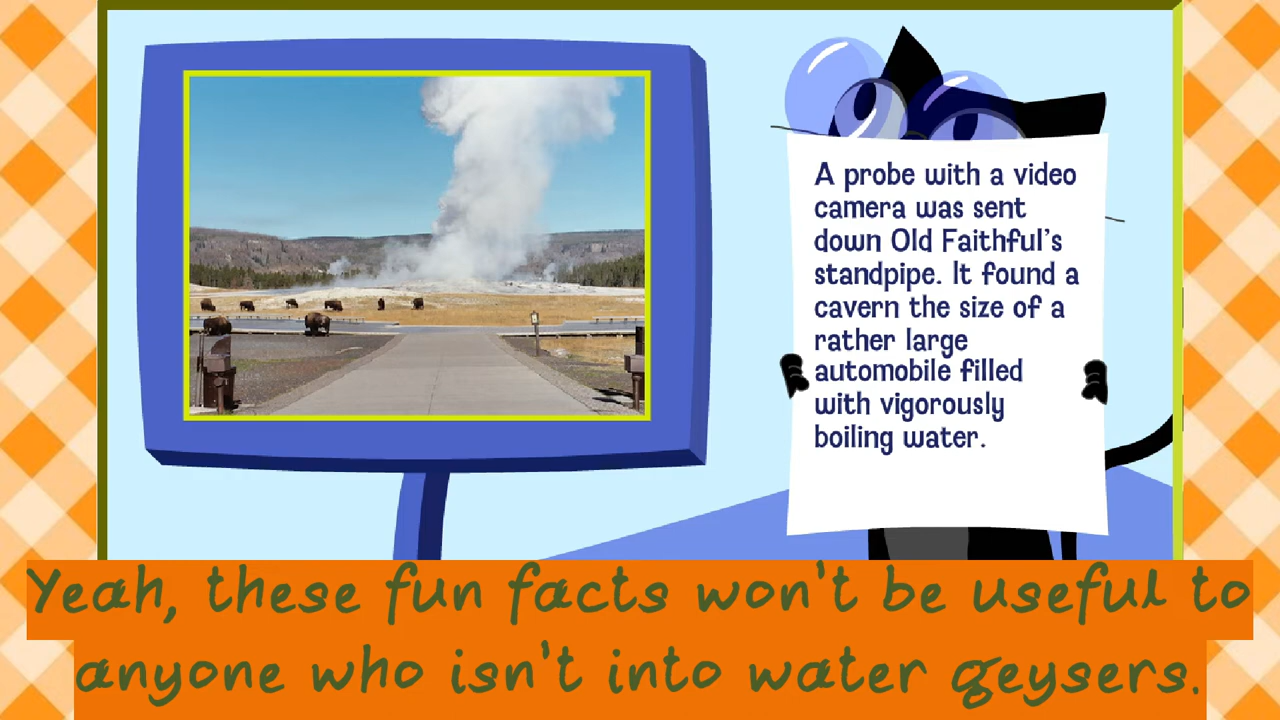 A probe with a video
camera was sent
down Old Faithful's
standpipe. It found a
cavern the size of a
rather large
automobile filled
with vigorously
boiling water.
Yeah, these fun facts won't be useful to
anyone who isn't into water geysers.